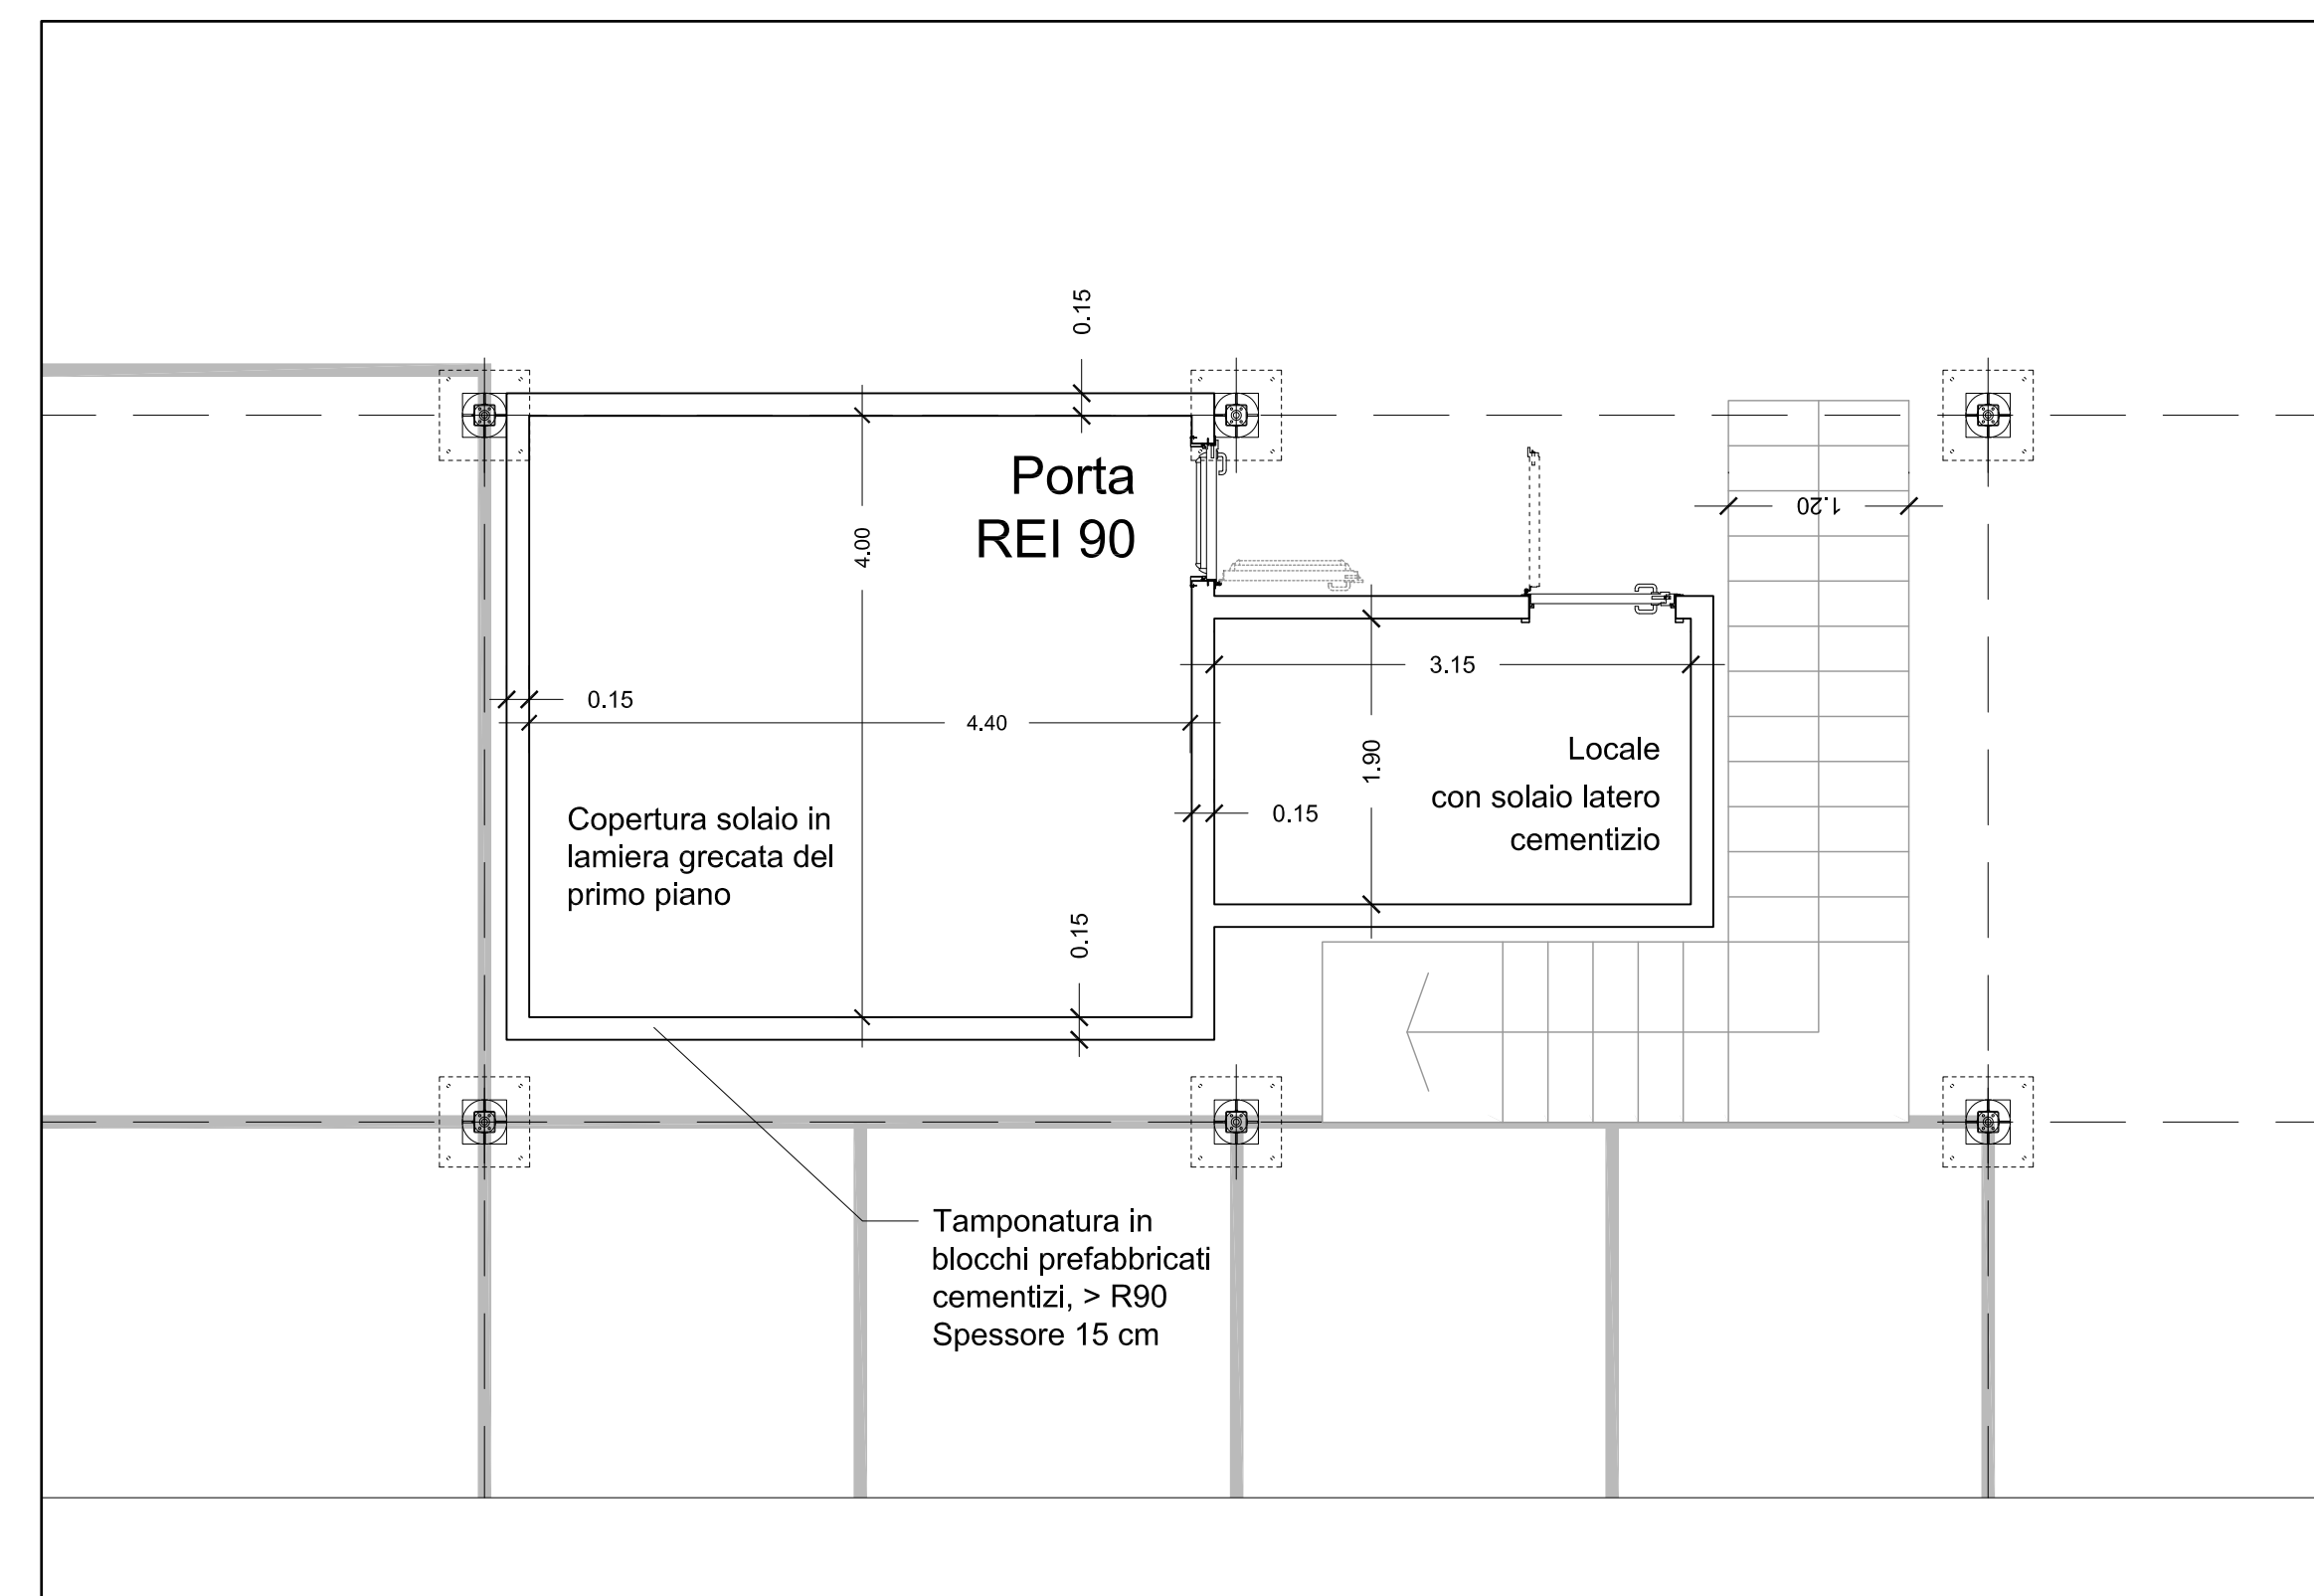 0.15
Porta
REI 90
4.00
1.20
0.15
4.40
3.15
1.90
Locale
con solaio latero
cementizio
0.15
Copertura solaio in
lamiera grecata del
primo piano
0.15
Tamponatura in
blocchi prefabbricati
cementizi, > R90
Spessore 15 cm